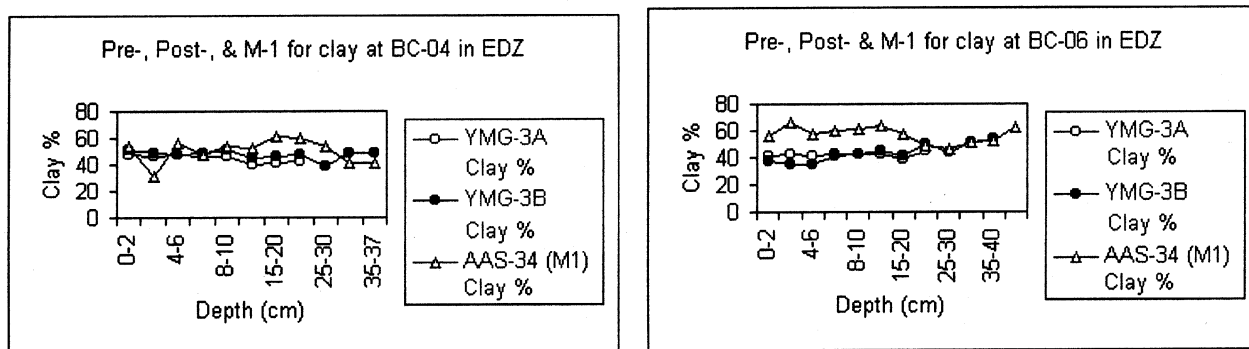 Pre-, Post-, & M-1 for clay at BC-04 in EDZ
Clay %
80
60
40
20
0
0-2
4-6
8-10
15-20
25-30
35-37
Depth (cm)
YMG-3A
Clay %
YMG-3B
Clay %
AAS-34 (M1)
Clay %
Pre-, Post- & M-1 for clay at BC-06 in EDZ
Clay %
80
60
40
20
0
0-2
4-6
8-10
15-20
25-30
35-40
Depth (cm)
YMG-3A
Clay %
YMG-3B
Clay %
AAS-34 (M1)
Clay %